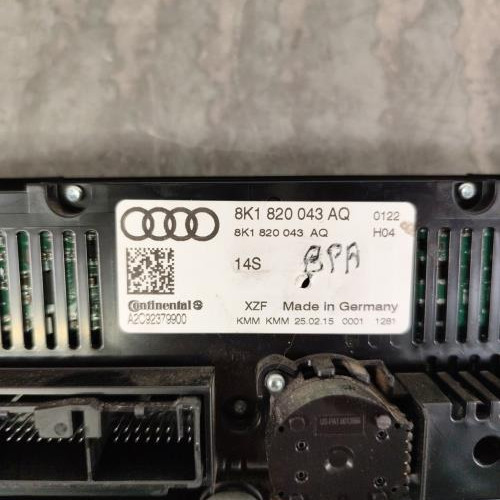 8K1 820 043 AQ 0122
8K1 820 043 AQ H04
14S
Continental XZF Made in Germany
A2C92379900 KMM KMM 25.02.15 0001 1281